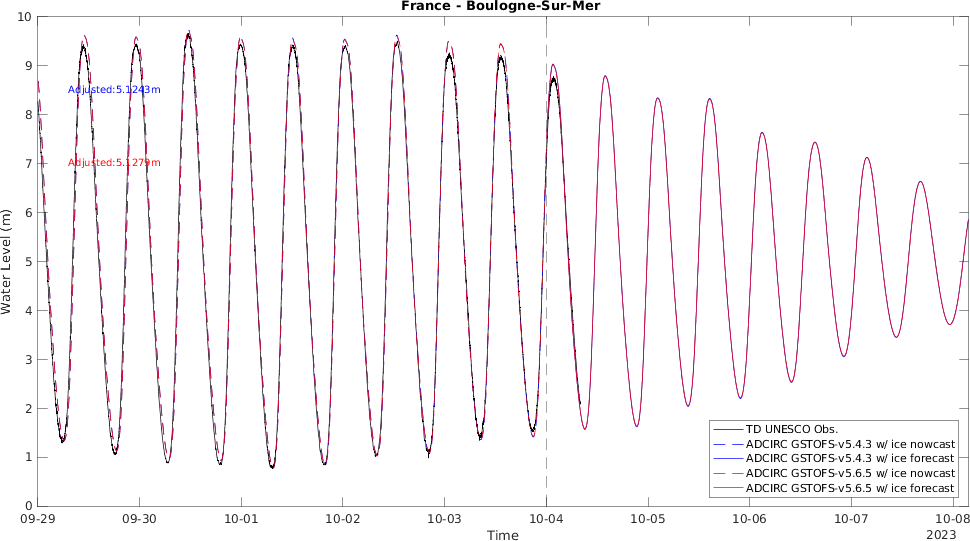 France - Boulogne-Sur-Mer
10
9
8
7
6
5
4
3
2
1
0
Water Level (m)
Adjusted:5.1243m
Adjusted:5.1279m
TD UNESCO Obs.
ADCIRC GSTOFS-v5.4.3 w/ ice nowcast
ADCIRC GSTOFS-v5.4.3 w/ ice forecast
ADCIRC GSTOFS-v5.6.5 w/ ice nowcast
ADCIRC GSTOFS-v5.6.5 w/ ice forecast
09-29 09-30 10-01 10-02 10-03 10-04 10-05 10-06 10-07 10-08
Time
2023